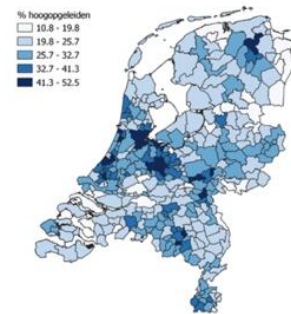 % hoogopgeleiden
10.8 - 19.8
19.8 - 25.7
25.7 - 32.7
32.7 - 41.3
41.3 - 52.5